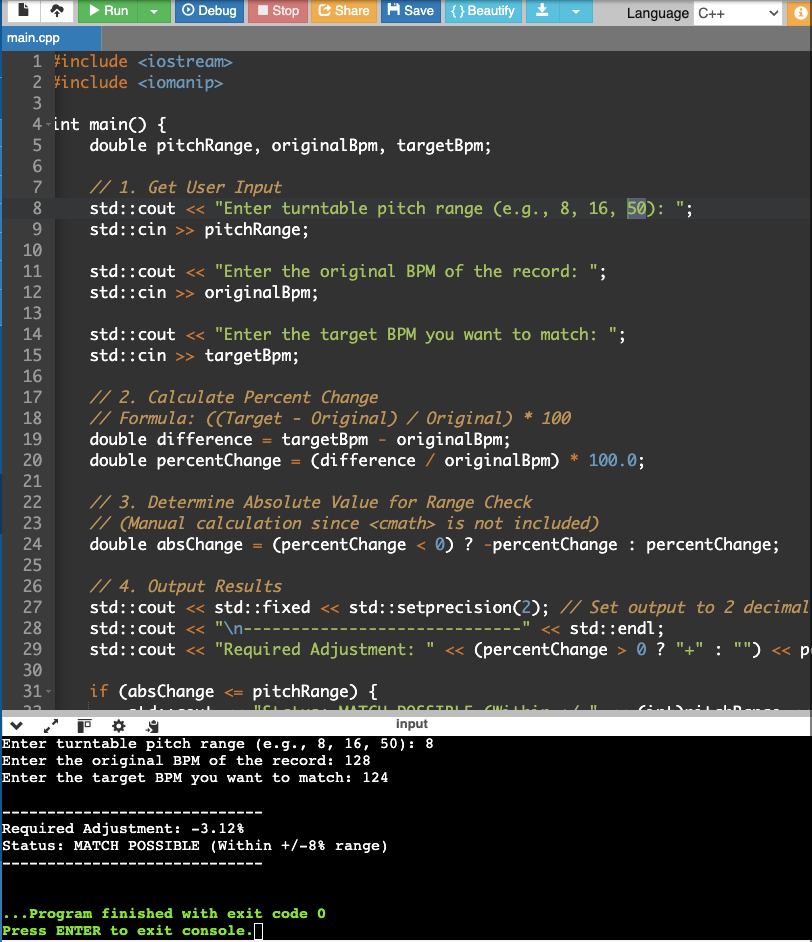 Run Debug Stop Share Save {} Beautify Language C++
main.cpp
1 #include <iostream>
2 #include <iomanip>
3
4 int main() {
5 double pitchRange, originalBpm, targetBpm;
6
7 // 1. Get User Input
8 std::cout << "Enter turntable pitch range (e.g., 8, 16, 50): ";
9 std::cin >> pitchRange;
10
11 std::cout << "Enter the original BPM of the record: ";
12 std::cin >> originalBpm;
13
14 std::cout << "Enter the target BPM you want to match: ";
15 std::cin >> targetBpm;
16
17 // 2. Calculate Percent Change
18 // Formula: ((Target - Original) / Original) * 100
19 double difference = targetBpm - originalBpm;
20 double percentChange = (difference / originalBpm) * 100.0;
21
22 // 3. Determine Absolute Value for Range Check
23 // (Manual calculation since <cmath> is not included)
24 double absChange = (percentChange < 0) ? -percentChange : percentChange;
25
26 // 4. Output Results
27 std::cout << std::fixed << std::setprecision(2); // Set output to 2 decimal
28 std::cout << "\n-----------------------------" << std::endl;
29 std::cout << "Required Adjustment: " << (percentChange > 0 ? "+" : "") << p
30
31 if (absChange <= pitchRange) {
input
Enter turntable pitch range (e.g., 8, 16, 50): 8
Enter the original BPM of the record: 128
Enter the target BPM you want to match: 124

-----------------------------
Required Adjustment: -3.12%
Status: MATCH POSSIBLE (Within +/-8% range)
-----------------------------


...Program finished with exit code 0
Press ENTER to exit console.